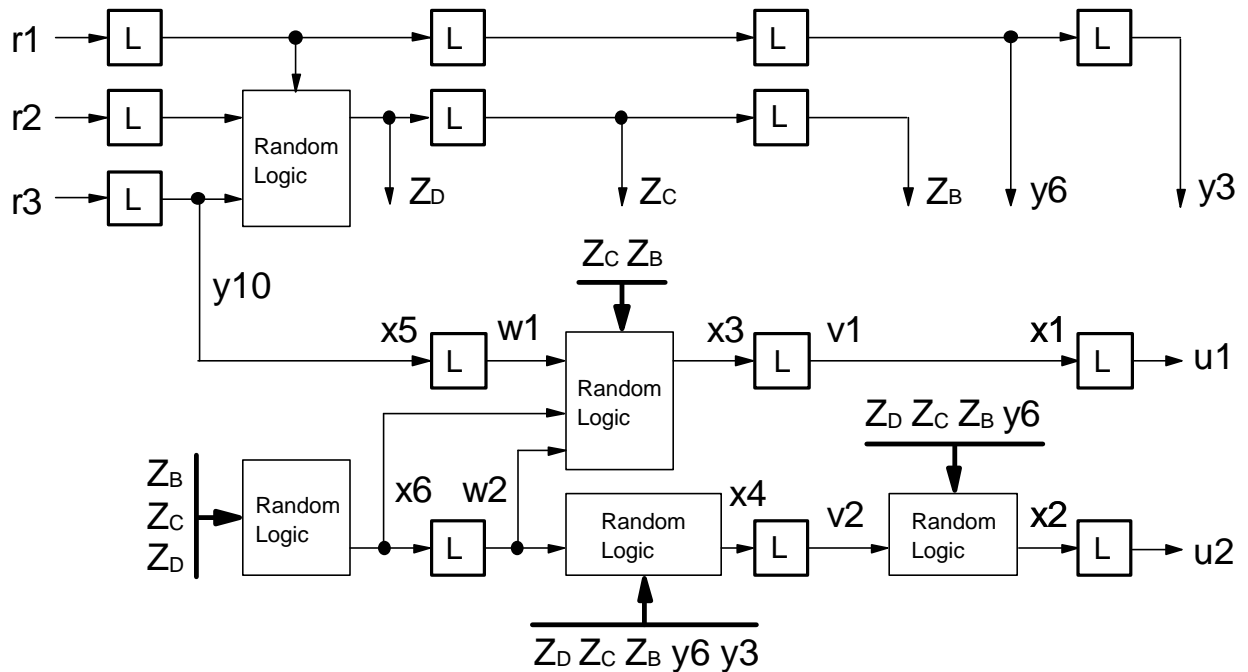 r1 L L L L
r2 L Random Logic L L
r3 L ZD ZC ZB y6 y3
y10
ZC ZB
x5 L w1 Random Logic x3 L v1 x1 L u1
ZD ZC ZB y6
ZB
ZC
ZD
Random Logic x6 L w2 Random Logic x4 L v2 Random Logic x2 L u2
ZD ZC ZB y6 y3